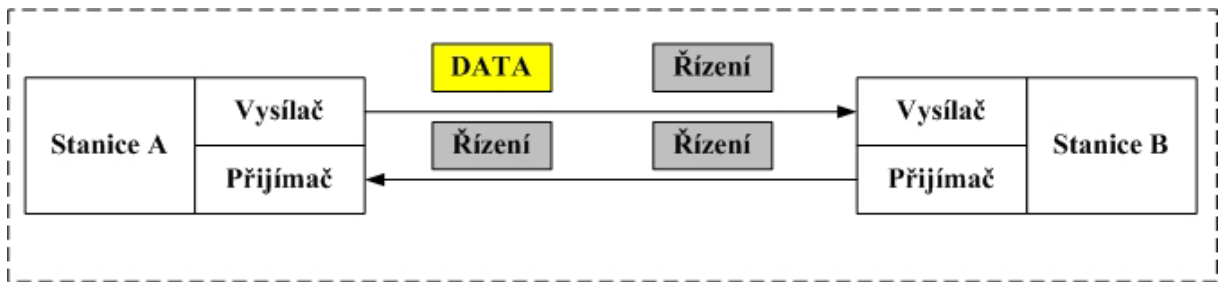 DATA Řízení
Stanice A Vysílač Přijímač
Řízení Řízení
Vysílač Přijímač Stanice B